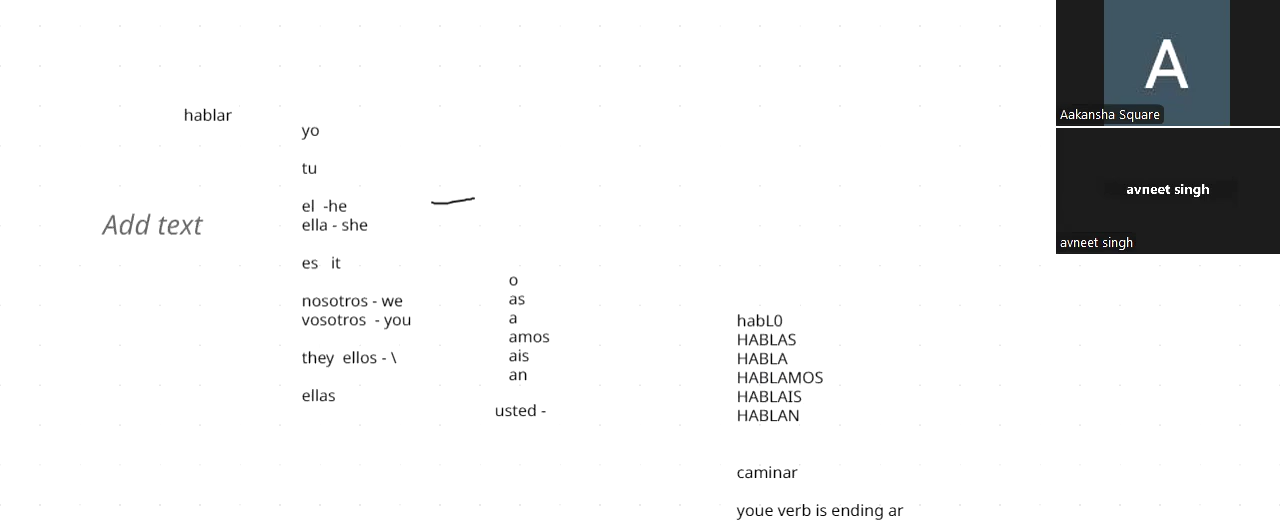 hablar
yo
tu
el -he
ella - she
es it
nosotros - we
vosotros - you
they ellos - \
ellas
Add text
o
as
a
amos
ais
an
usted -
habL0
HABLAS
HABLA
HABLAMOS
HABLAIS
HABLAN
caminar
youe verb is ending ar
A
Aakansha Square
avneet singh
avneet singh